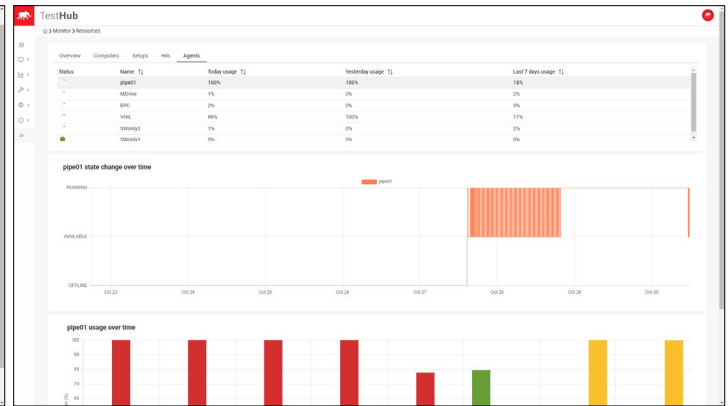 TestHub
> Monitor > Resources
Overview Computers Setups Hils Agents
Status Name ↑↓ Today usage ↑↓ Yesterday usage ↑↓ Last 7 days usage ↑↓
pipe01 100% 100% 18%
MDrive 1% 0% 2%
EPC 2% 0% 3%
VHIL 99% 100% 17%
SWonly2 1% 0% 2%
SWonly1 0% 0% 0%
pipe01 state change over time
pipe01
RUNNING
AVAILABLE
OFFLINE
Oct 23 Oct 24 Oct 25 Oct 26 Oct 27 Oct 28 Oct 29 Oct 30
pipe01 usage over time
100
90
80
70
60